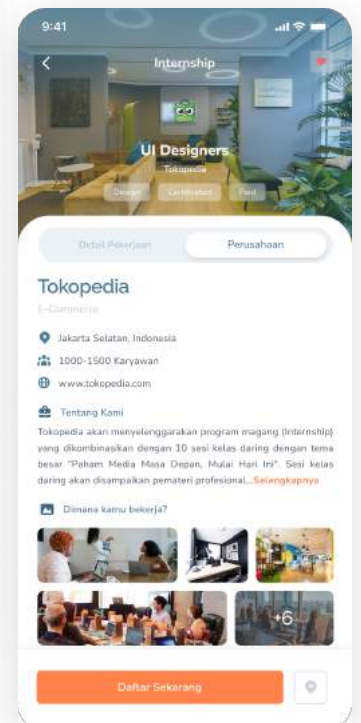 9:41
Internship
UI Designers
Tokopedia
Design Certificated Paid
Detail Pekerjaan Perusahaan
Tokopedia
E-Commerce
Jakarta Selatan, Indonesia
1000-1500 Karyawan
www.tokopedia.com
Tentang Kami
Tokopedia akan menyelenggarakan program magang (Internship)
yang dikombinasikan dengan 10 sesi kelas daring dengan tema
besar "Paham Media Masa Depan, Mulai Hari Ini". Sesi kelas
daring akan disampaikan pemateri profesional...Selengkapnya
Dimana kamu bekerja?
+6
Daftar Sekarang